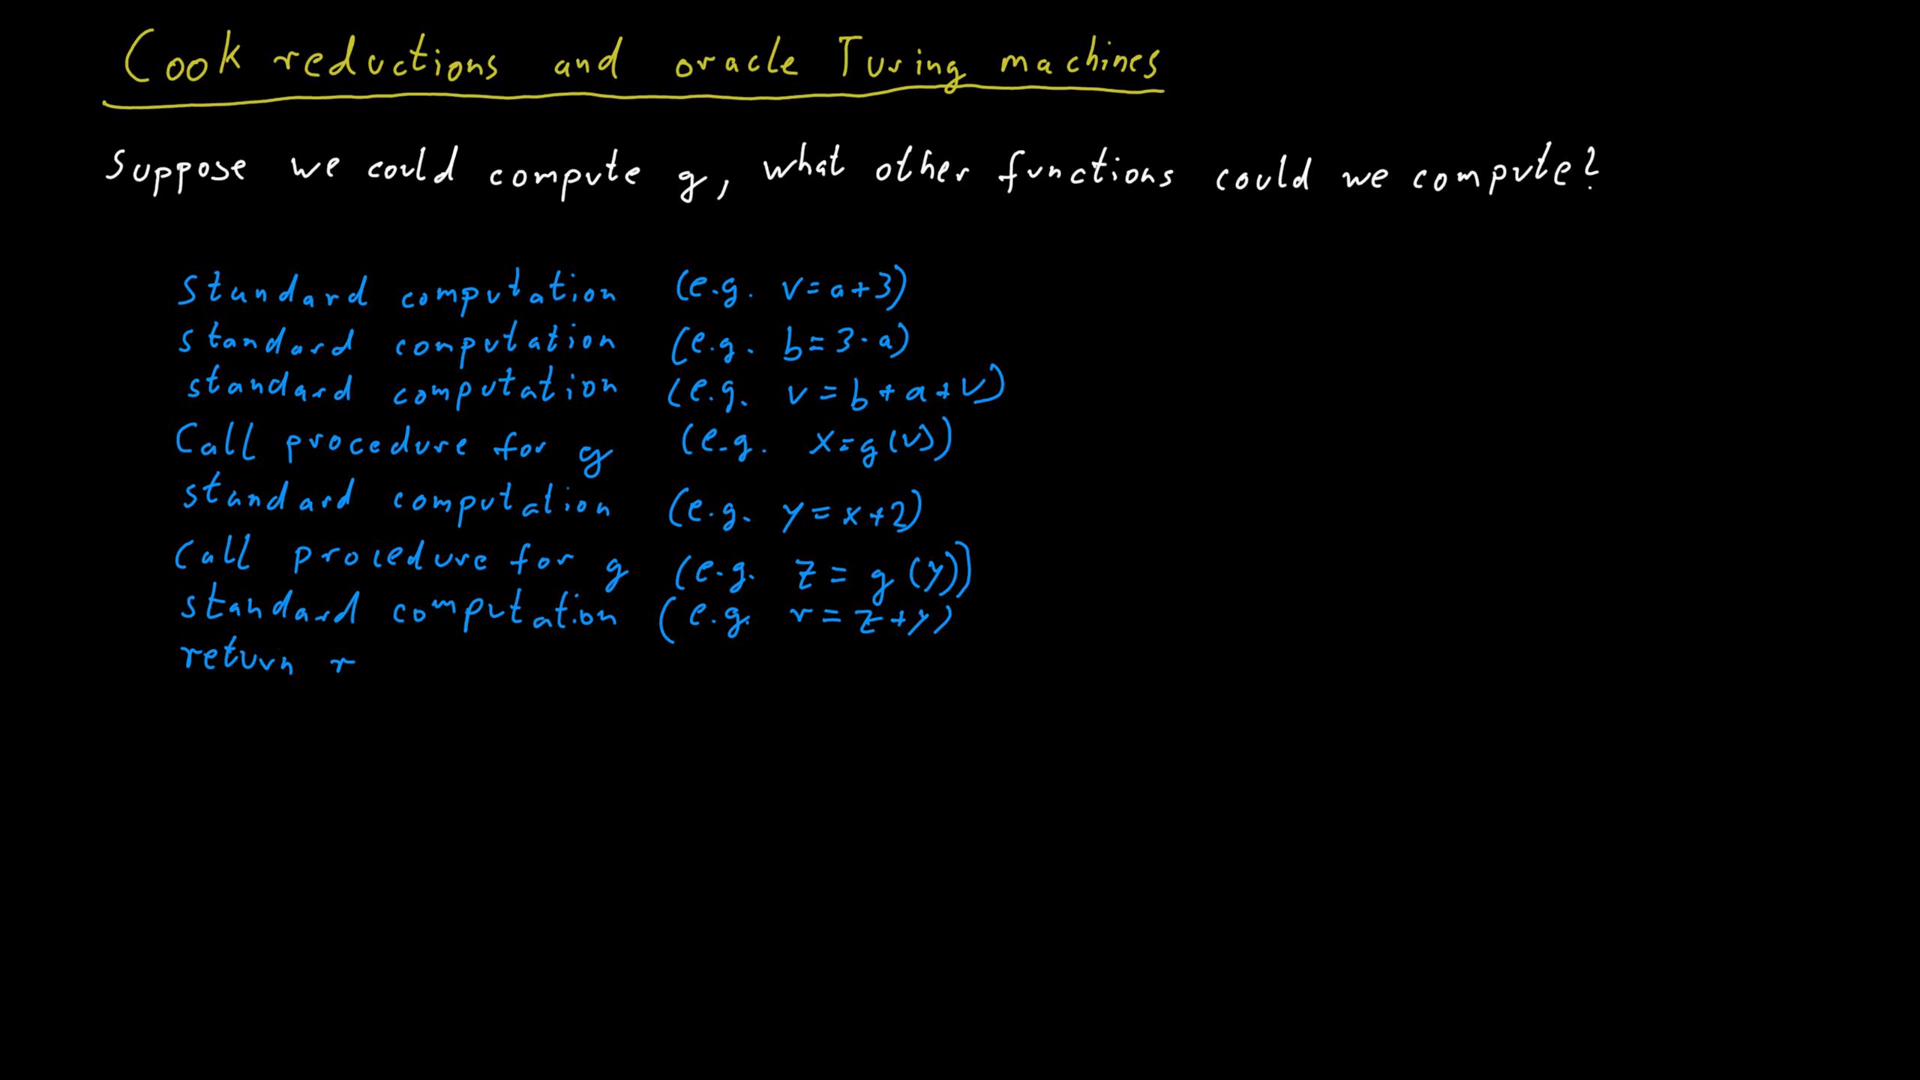 Cook reductions and oracle Turing machines
Suppose we could compute g, what other functions could we compute?
Standard computation (e.g. v=a+3)
standard computation (e.g. b=3·a)
standard computation (e.g. v=b+a+v)
Call procedure for g (e.g. x=g(v))
standard computation (e.g. y=x+2)
Call procedure for g (e.g. z=g(y))
standard computation (e.g. r=z+y)
return r